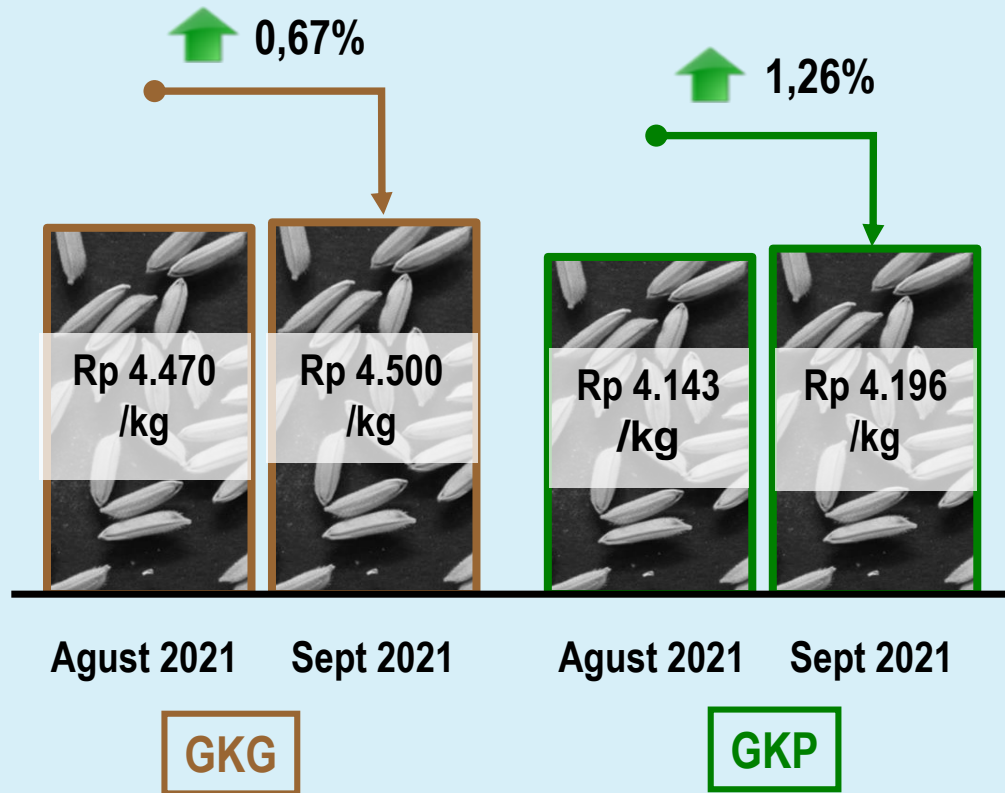 0,67%
1,26%
Rp 4.470
/kg
Rp 4.500
/kg
Rp 4.143
/kg
Rp 4.196
/kg
Agust 2021
Sept 2021
Agust 2021
Sept 2021
GKG
GKP